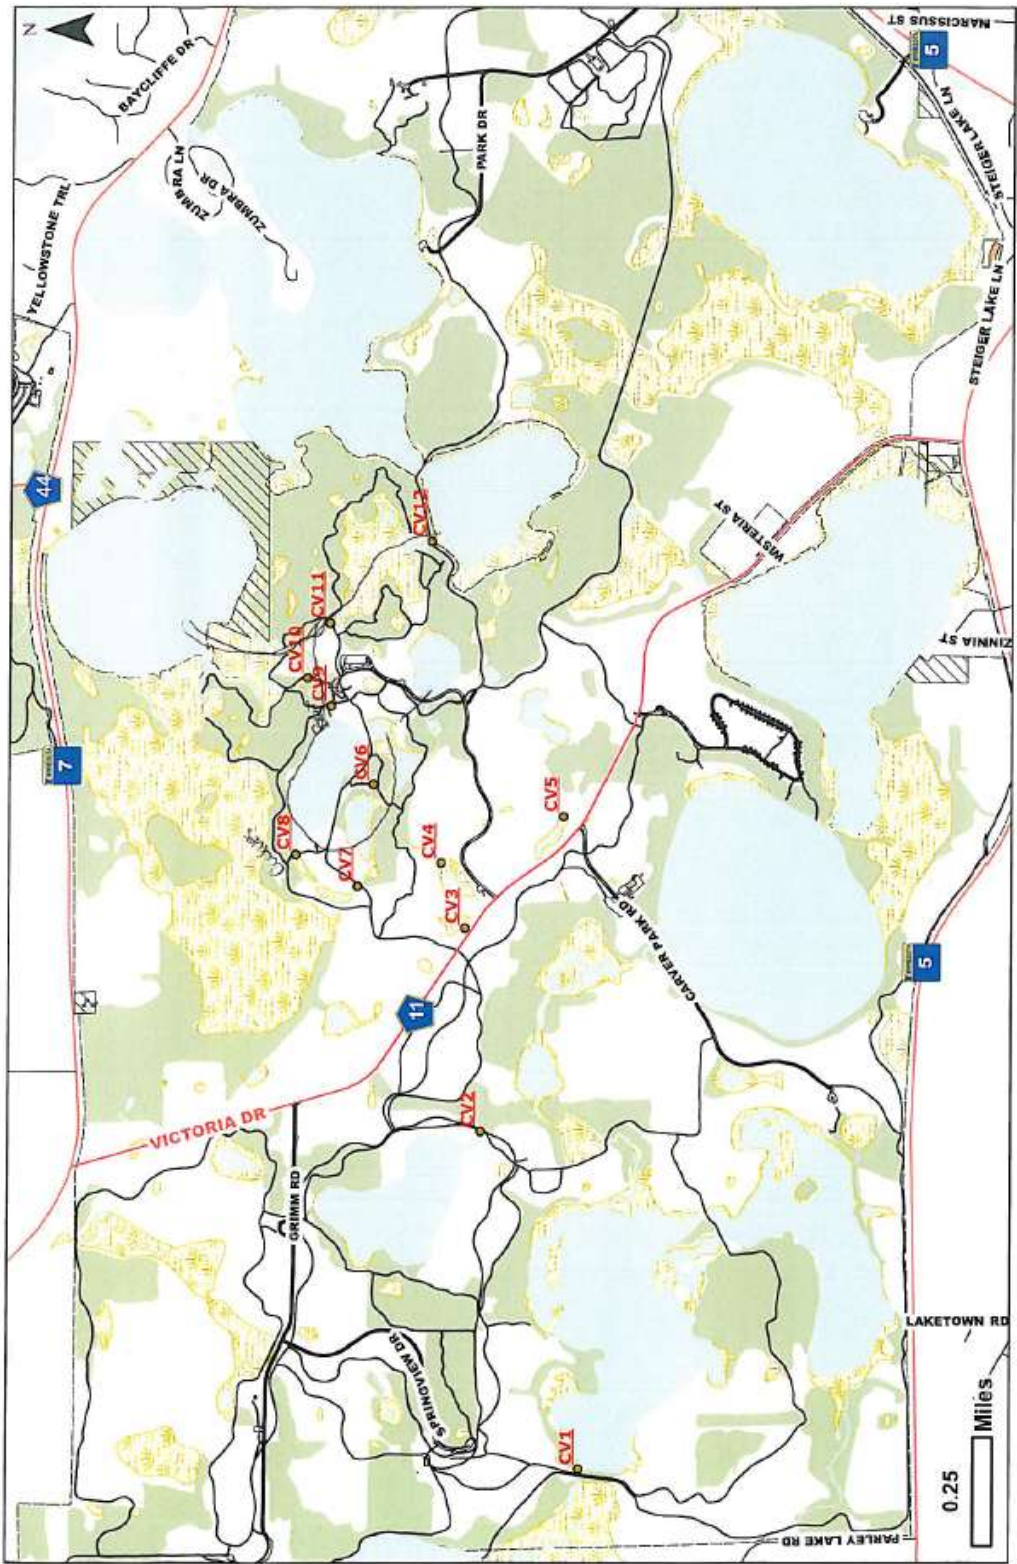 N
NARCISSUS ST
5
BAYCLIFFE DR
STEIGER LAKE LN
PARK DR
ZUMBRA LN
ZUMBRA DR
YELLOWSTONE TRL
STEIGER LAKE LN
44
WISTERIA ST
CV12
CV11
CV10
CV9
ZINNIA ST
7
CV6
CV5
CV8
CV4
CV7
CV3
CARVER PARK RD
5
11
CV2
VICTORIA DR
GRIMM RD
LAKETOWN RD
SPRINGVIEW DR
CV1
0.25
Miles
PARLEY LAKE RD